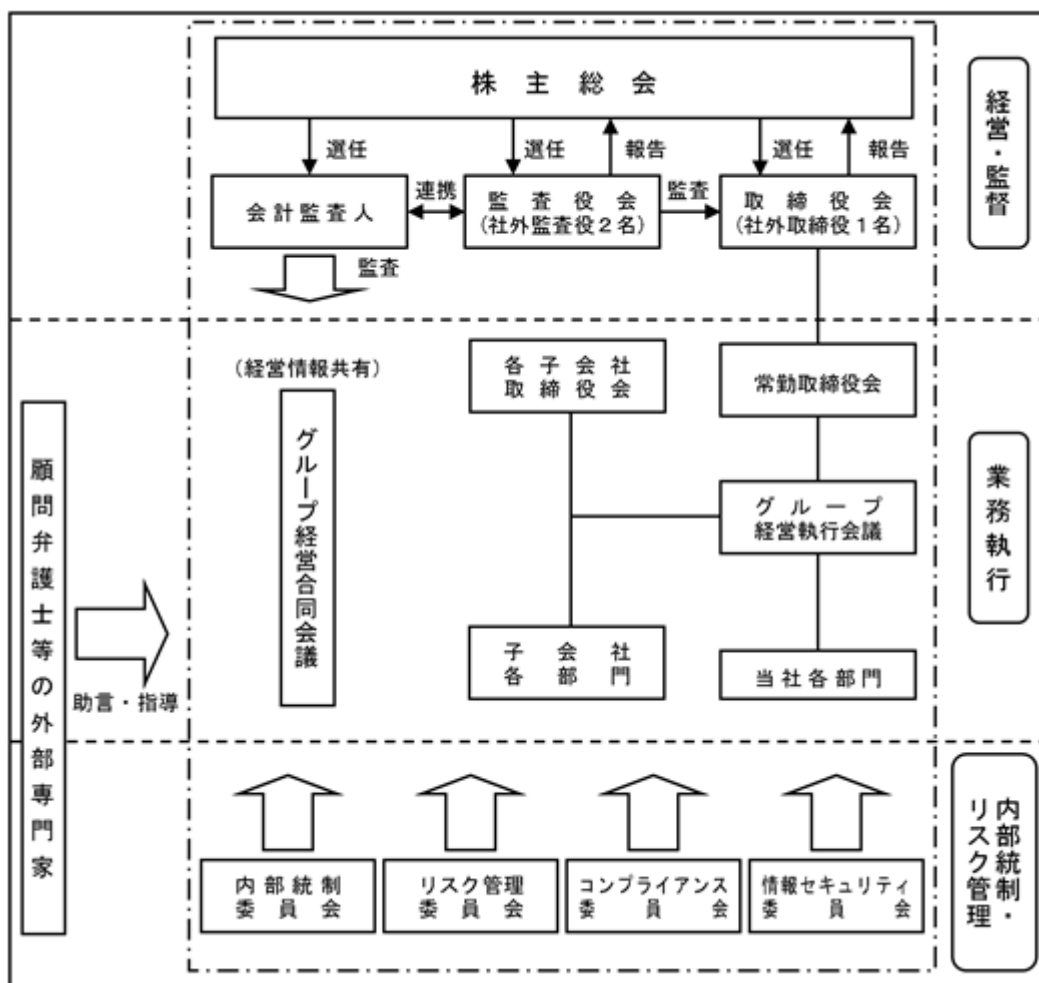 株主総会
選任
選任
報告
選任
報告
会計監査人
連携
監査役会
(社外監査役2名)
監査
取締役会
(社外取締役1名)
監査
経営・監督
(経営情報共有)
グループ経営合同会議
各子会社
取締役会
常勤取締役会
グループ
経営執行会議
子会社
各部門
当社各部門
業務執行
顧問弁護士等の外部専門家
助言・指導
内部統制
委員会
リスク管理
委員会
コンプライアンス
委員会
情報セキュリティ
委員会
内部統制・
リスク管理